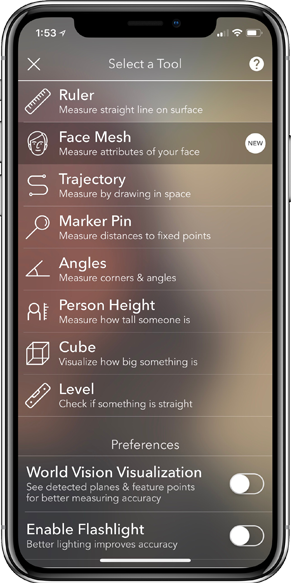 1:53
Select a Tool
?
Ruler
Measure straight line on surface
Face Mesh
Measure attributes of your face
NEW
Trajectory
Measure by drawing in space
Marker Pin
Measure distances to fixed points
Angles
Measure corners & angles
Person Height
Measure how tall someone is
Cube
Visualize how big something is
Level
Check if something is straight
Preferences
World Vision Visualization
See detected planes & feature points
for better measuring accuracy
Enable Flashlight
Better lighting improves accuracy